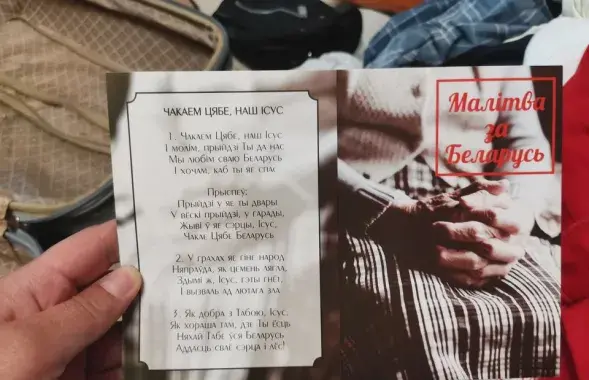 ЧАКАЕМ ЦЯБЕ, НАШ ІСУС
1. Чакаем Цябе, наш Ісус
І молім, прыйдзі Ты да нас
Мы любім сваю Беларусь
І хочам, каб ты яе спас
Прыспеў:
Прыйдзі у яе ты двары
У вёскі прыйдзі, у гарады,
Жыві ў яе сэрцы, Ісус,
Чакае Цябе Беларусь
2. У грахах яе гіне народ
Няпраўда, як цемень лягла,
Здымі ж, Ісус, гэты гнёт,
І вызваль ад лютага зла
3. Як добра з Табою, Ісус,
Як хораша там, дзе Ты ёсць
Няхай Табе ўся Беларусь
Аддасць сваё сэрца і лёс!
Малітва
за
Беларусь